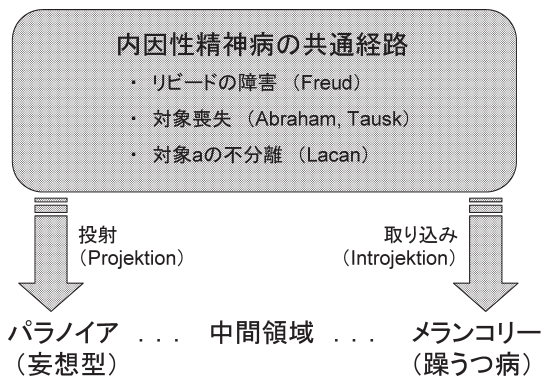 内因性精神病の共通経路
・ リビードの障害 （Freud）
・ 対象喪失 （Abraham, Tausk）
・ 対象aの不分離 （Lacan）
投射
（Projektion）
取り込み
（Introjektion）
パラノイア . . . 中間領域 . . . メランコリー
（妄想型）
（躁うつ病）